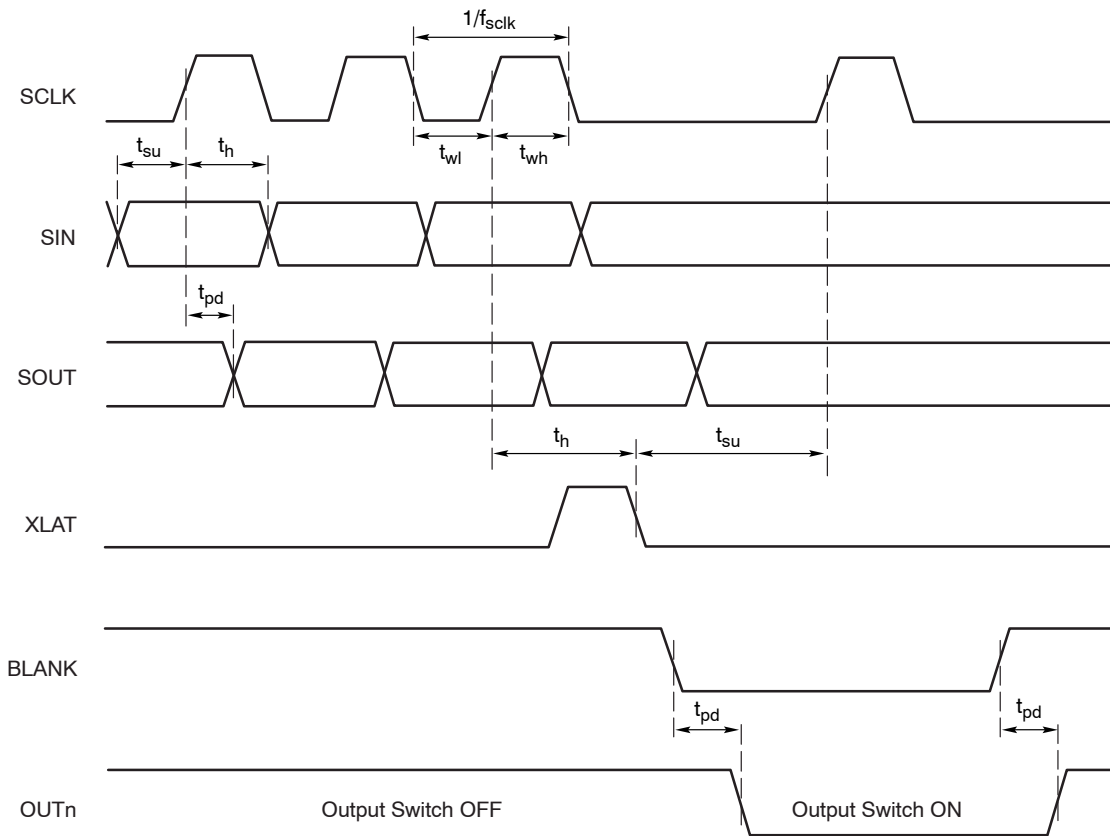 1/fsclk
SCLK
tsu
th
twl
twh
SIN
tpd
SOUT
th
tsu
XLAT
BLANK
tpd
tpd
OUTn
Output Switch OFF
Output Switch ON